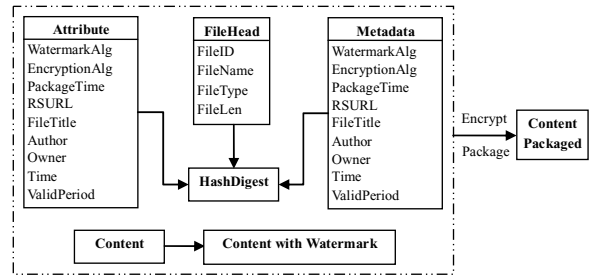 Attribute
WatermarkAlg
EncryptionAlg
PackageTime
RSURL
FileTitle
Author
Owner
Time
ValidPeriod
FileHead
FileID
FileName
FileType
FileLen
HashDigest
Metadata
WatermarkAlg
EncryptionAlg
PackageTime
RSURL
FileTitle
Author
Owner
Time
ValidPeriod
Encrypt
Package
Content
Packaged
Content
Content with Watermark